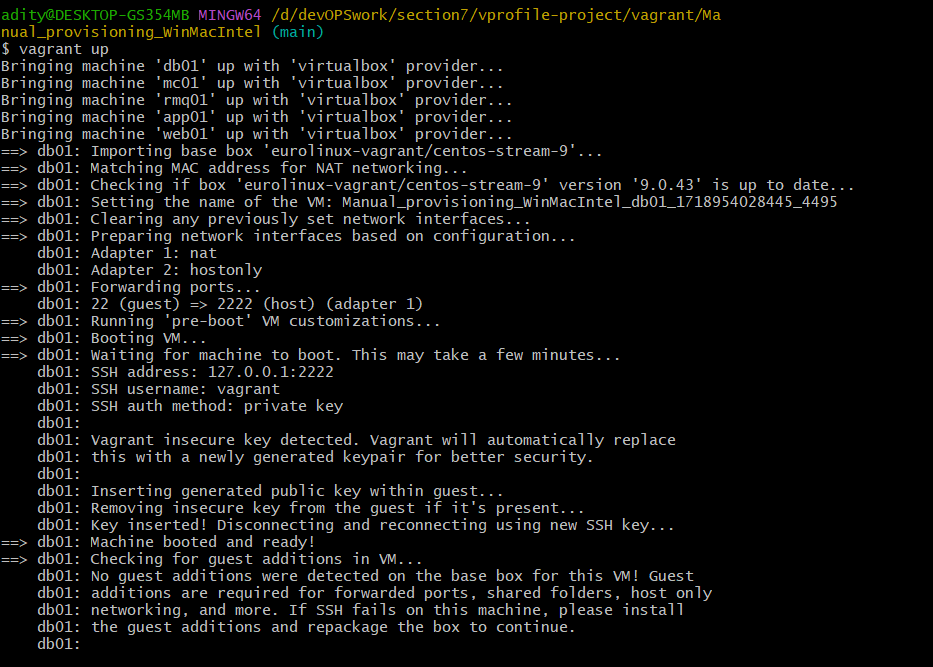 adity@DESKTOP-GS354MB MINGW64 /d/devOPSwork/section7/vprofile-project/vagrant/Ma
nual_provisioning_WinMacIntel (main)
$ vagrant up
Bringing machine 'db01' up with 'virtualbox' provider...
Bringing machine 'mc01' up with 'virtualbox' provider...
Bringing machine 'rmq01' up with 'virtualbox' provider...
Bringing machine 'app01' up with 'virtualbox' provider...
Bringing machine 'web01' up with 'virtualbox' provider...
==> db01: Importing base box 'eurolinux-vagrant/centos-stream-9'...
==> db01: Matching MAC address for NAT networking...
==> db01: Checking if box 'eurolinux-vagrant/centos-stream-9' version '9.0.43' is up to date...
==> db01: Setting the name of the VM: Manual_provisioning_WinMacIntel_db01_1718954028445_4495
==> db01: Clearing any previously set network interfaces...
==> db01: Preparing network interfaces based on configuration...
    db01: Adapter 1: nat
    db01: Adapter 2: hostonly
==> db01: Forwarding ports...
    db01: 22 (guest) => 2222 (host) (adapter 1)
==> db01: Running 'pre-boot' VM customizations...
==> db01: Booting VM...
==> db01: Waiting for machine to boot. This may take a few minutes...
    db01: SSH address: 127.0.0.1:2222
    db01: SSH username: vagrant
    db01: SSH auth method: private key
    db01:
    db01: Vagrant insecure key detected. Vagrant will automatically replace
    db01: this with a newly generated keypair for better security.
    db01:
    db01: Inserting generated public key within guest...
    db01: Removing insecure key from the guest if it's present...
    db01: Key inserted! Disconnecting and reconnecting using new SSH key...
==> db01: Machine booted and ready!
==> db01: Checking for guest additions in VM...
    db01: No guest additions were detected on the base box for this VM! Guest
    db01: additions are required for forwarded ports, shared folders, host only
    db01: networking, and more. If SSH fails on this machine, please install
    db01: the guest additions and repackage the box to continue.
    db01: